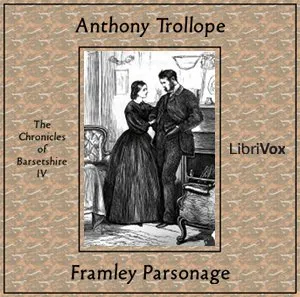 Anthony Trollope
The
Chronicles
of
Barsetshire
IV
LibriVox
Framley Parsonage